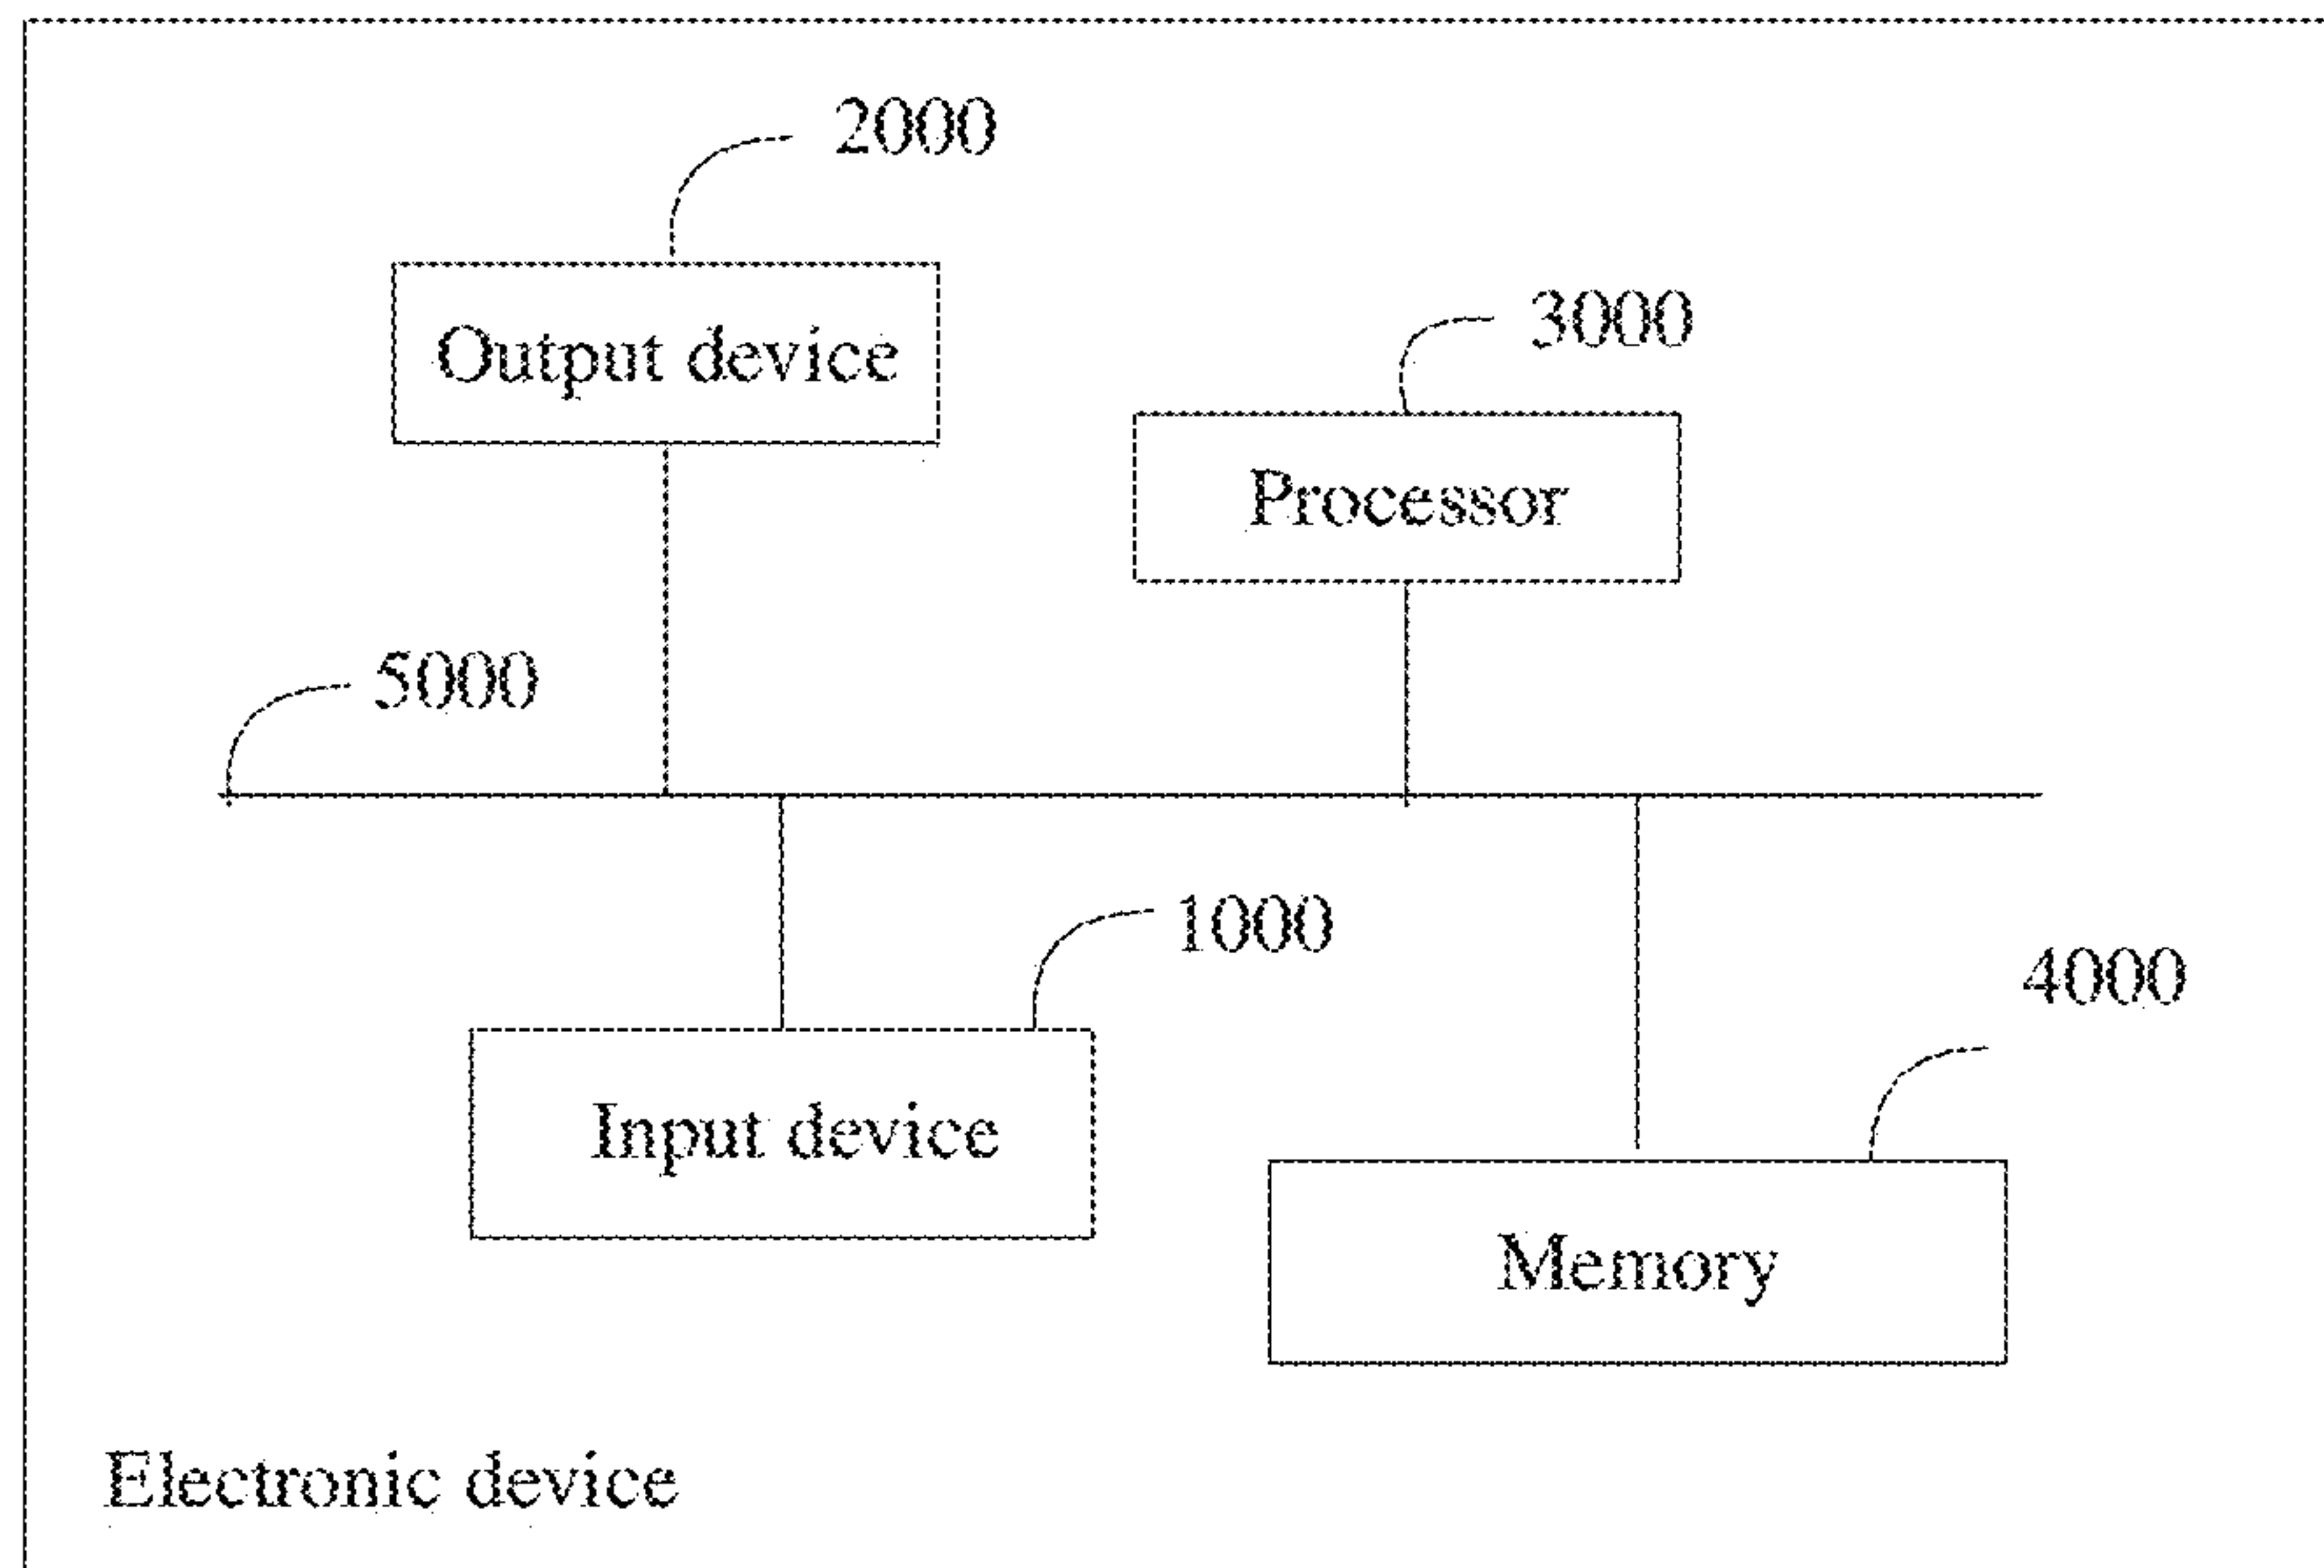 2000
Output device
3000
Processor
5000
1000
Input device
4000
Memory
Electronic device